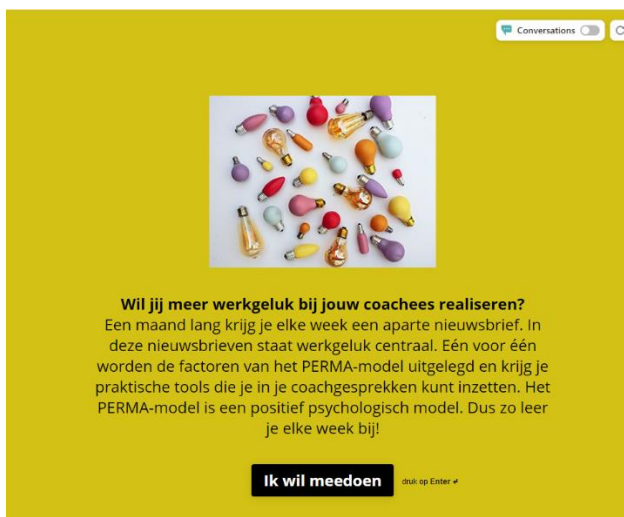 Conversations
Wil jij meer werkgeluk bij jouw coachees realiseren?
Een maand lang krijg je elke week een aparte nieuwsbrief. In
deze nieuwsbrieven staat werkgeluk centraal. Eén voor één
worden de factoren van het PERMA-model uitgelegd en krijg je
praktische tools die je in je coachgesprekken kunt inzetten. Het
PERMA-model is een positief psychologisch model. Dus zo leer
je elke week bij!
Ik wil meedoen
druk op Enter ↵